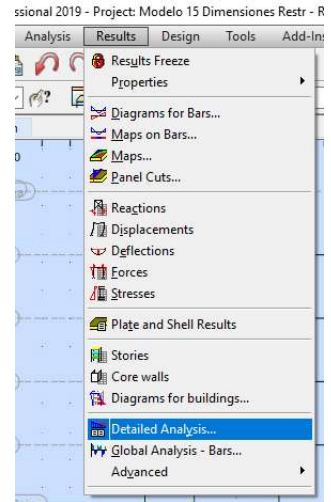 ssional 2019 - Project: Modelo 15 Dimensiones Restr - R
Analysis Results Design Tools Add-Ins
Results Freeze
Properties
Diagrams for Bars...
Maps on Bars...
Maps...
Panel Cuts...
Reactions
Displacements
Deflections
Forces
Stresses
Plate and Shell Results
Stories
Core walls
Diagrams for buildings...
Detailed Analysis...
Global Analysis - Bars...
Advanced